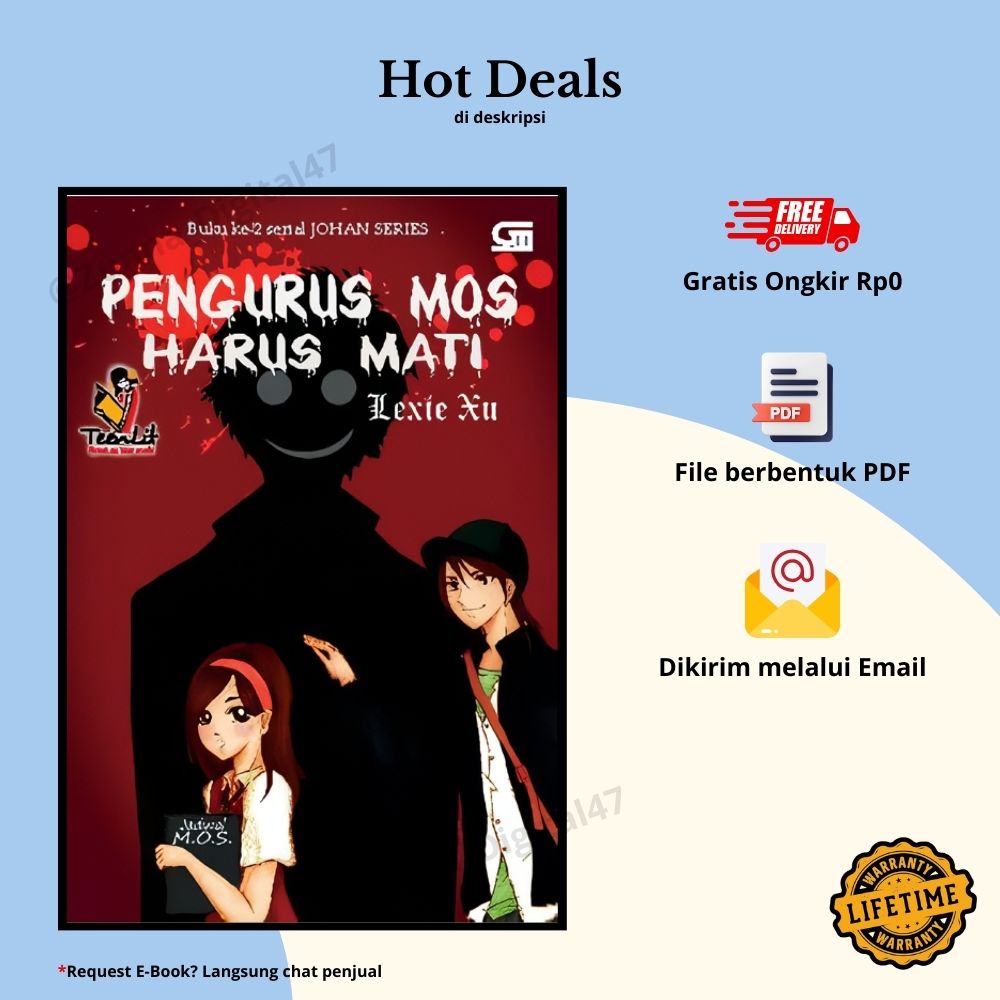 Hot Deals
di deskripsi
Buku ke-2 serial JOHAN SERIES
PENGURUS MOS
HARUS MATI
Lexie Xu
TeenLit
FREE
DELIVERY
Gratis Ongkir Rp0
PDF
File berbentuk PDF
Dikirim melalui Email
M.O.S.
WARRANTY
LIFETIME
WARRANTY
*Request E-Book? Langsung chat penjual